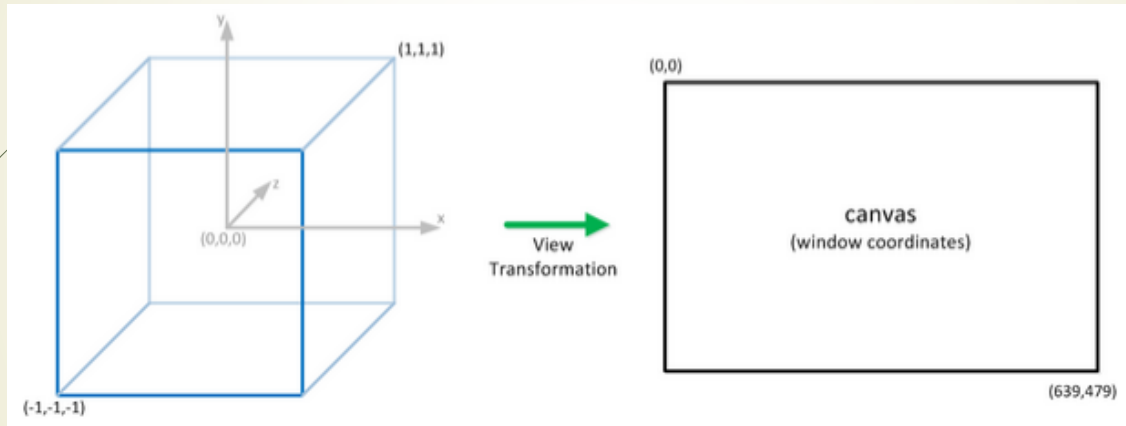 y
(1,1,1)
z
x
(0,0,0)
(-1,-1,-1)
View
Transformation
(0,0)
canvas
(window coordinates)
(639,479)